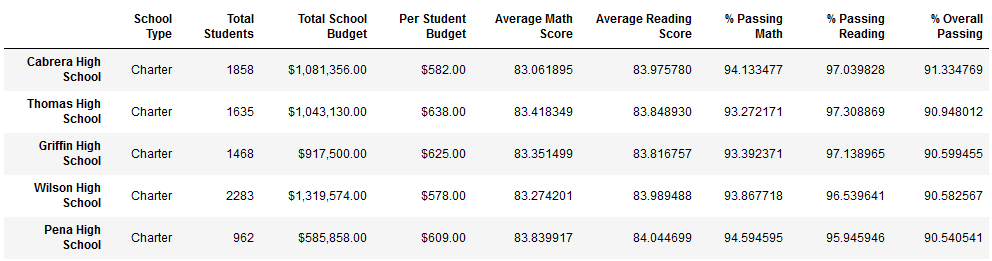 School Type Total Students Total School Budget Per Student Budget Average Math Score Average Reading Score % Passing Math % Passing Reading % Overall Passing
Cabrera High School Charter 1858 $1,081,356.00 $582.00 83.061895 83.975780 94.133477 97.039828 91.334769
Thomas High School Charter 1635 $1,043,130.00 $638.00 83.418349 83.848930 93.272171 97.308869 90.948012
Griffin High School Charter 1468 $917,500.00 $625.00 83.351499 83.816757 93.392371 97.138965 90.599455
Wilson High School Charter 2283 $1,319,574.00 $578.00 83.274201 83.989488 93.867718 96.539641 90.582567
Pena High School Charter 962 $585,858.00 $609.00 83.839917 84.044699 94.594595 95.945946 90.540541